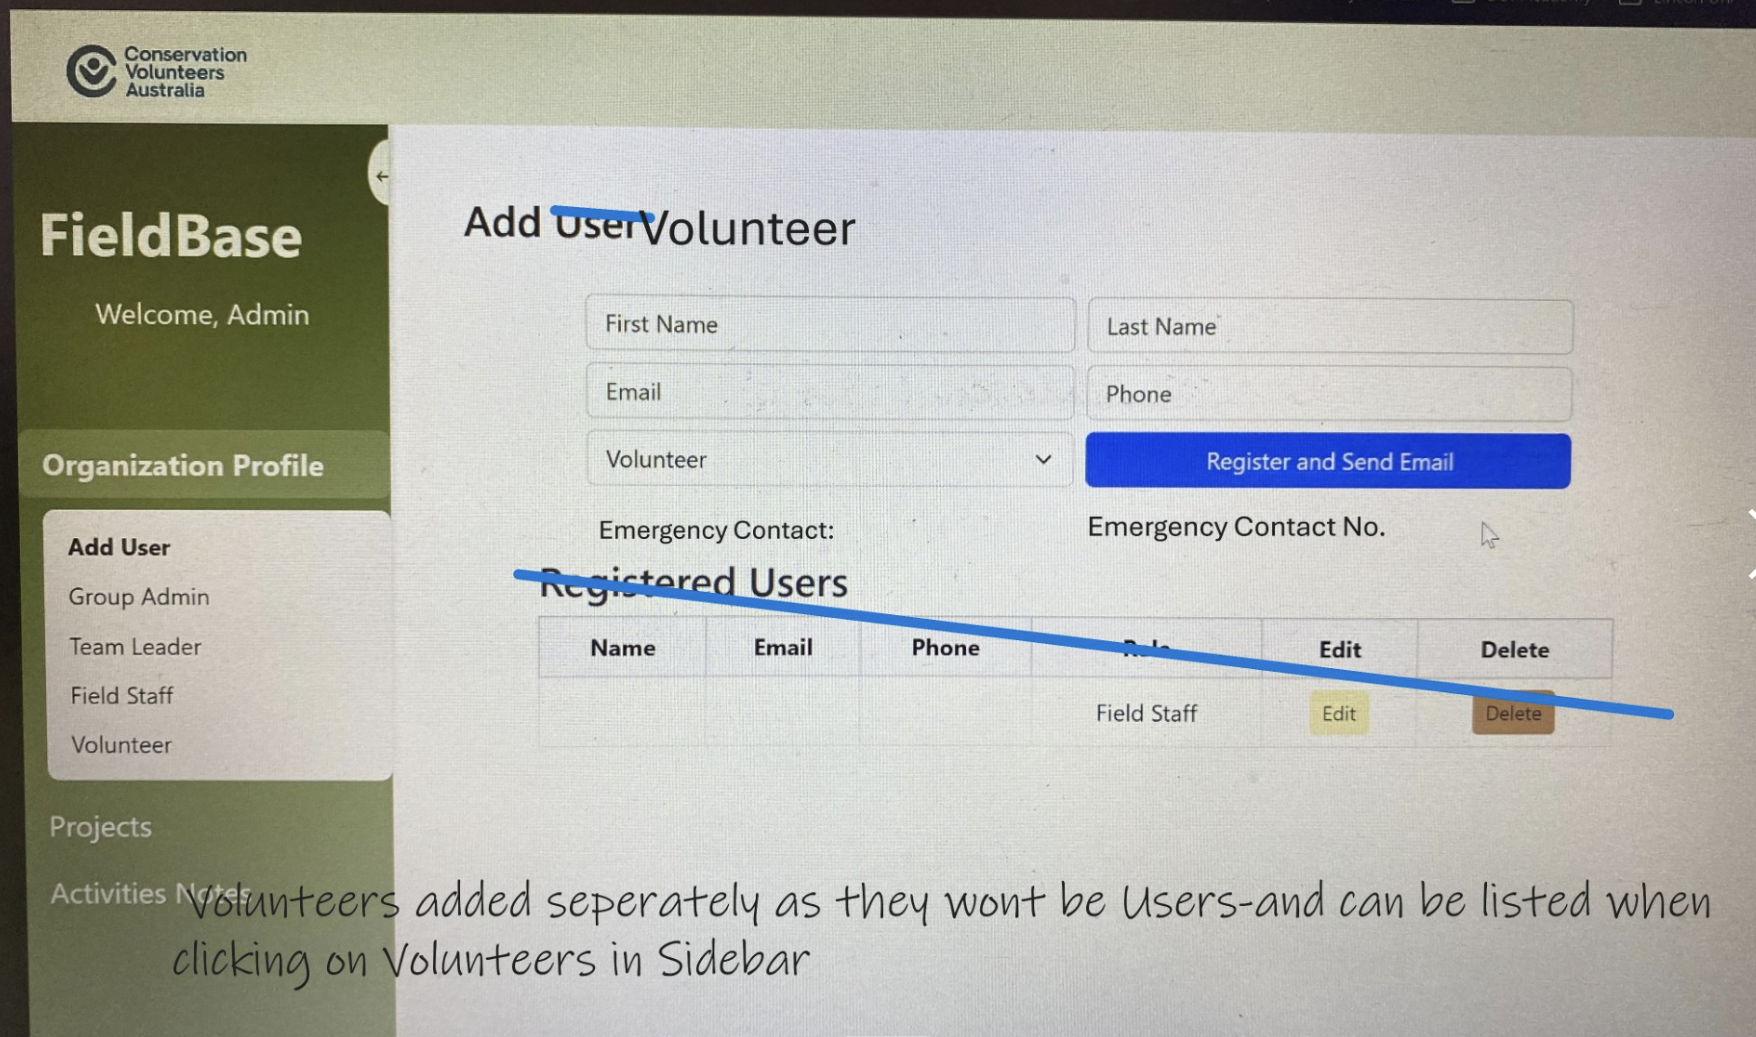 Conservation
Volunteers
Australia
FieldBase
Welcome, Admin
Organization Profile
Add User
Group Admin
Team Leader
Field Staff
Volunteer
Projects
Activities Notes
Add User Volunteer
First Name
Last Name
Email
Phone
Volunteer
Register and Send Email
Emergency Contact:
Emergency Contact No.
Registered Users
Name Email Phone Role Edit Delete
Field Staff Edit Delete
Volunteers added seperately as they wont be Users-and can be listed when
clicking on Volunteers in Sidebar